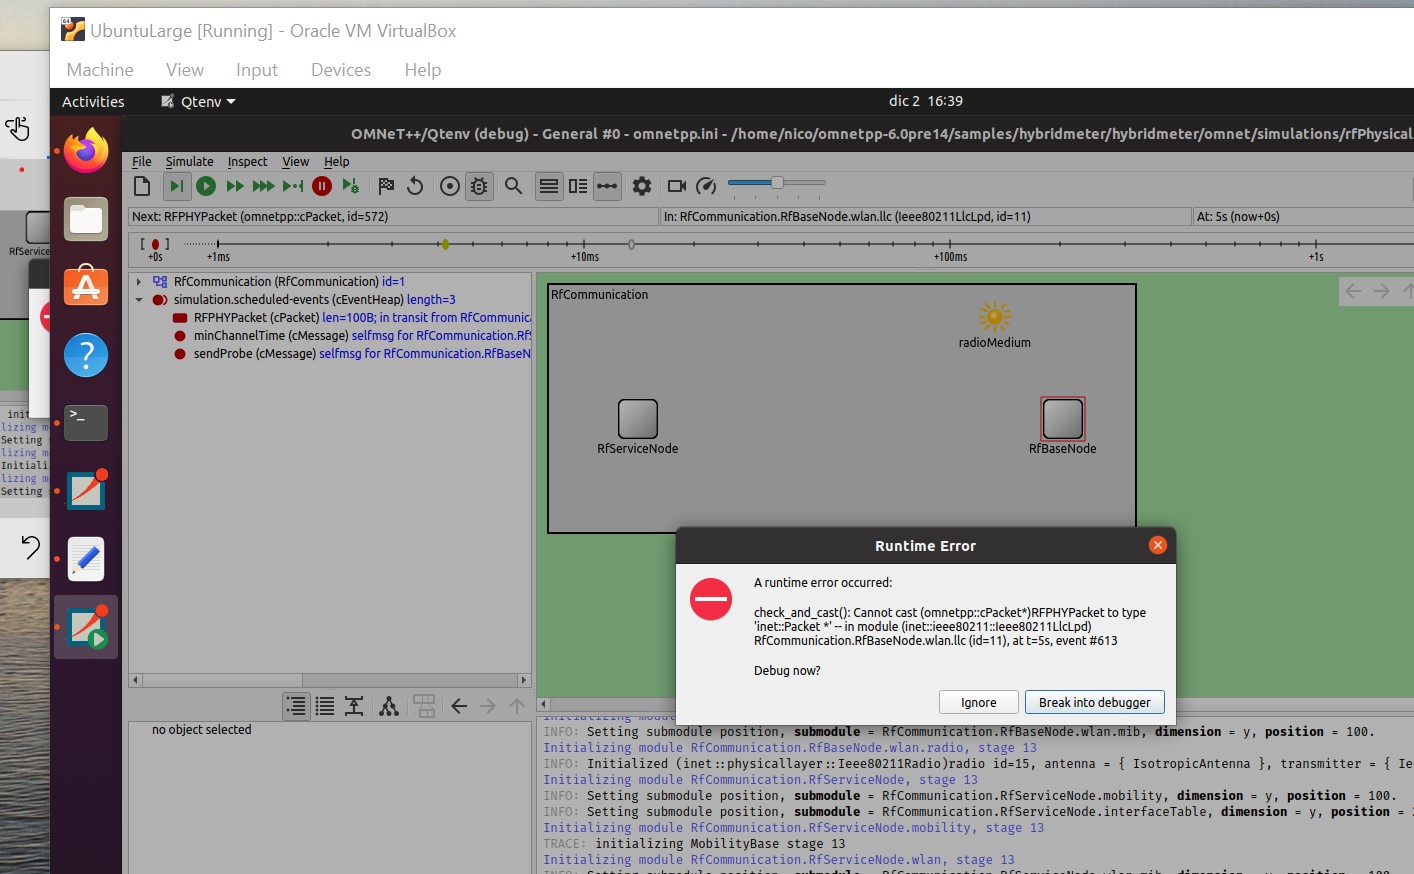 UbuntuLarge [Running] - Oracle VM VirtualBox
Machine View Input Devices Help
Activities Qtenv dic 2 16:39
OMNeT++/Qtenv (debug) - General #0 - omnetpp.ini - /home/nico/omnetpp-6.0pre14/samples/hybridmeter/hybridmeter/omnet/simulations/rfPhysical
File Simulate Inspect View Help
Next: RFPHYPacket (omnetpp::cPacket, id=572) In: RfCommunication.RfBaseNode.wlan.llc (Ieee80211LlcLpd, id=11) At: 5s (now+0s)
+0s +1ms +10ms +100ms +1s
RfCommunication (RfCommunication) id=1
simulation.scheduled-events (cEventHeap) length=3
RFPHYPacket (cPacket) len=100B; in transit from RfCommunic
minChannelTime (cMessage) selfmsg for RfCommunication.RfS
sendProbe (cMessage) selfmsg for RfCommunication.RfBaseN
RfCommunication
radioMedium
RfServiceNode
RfBaseNode
Runtime Error
A runtime error occurred:
check_and_cast(): Cannot cast (omnetpp::cPacket*)RFPHYPacket to type
'inet::Packet *' -- in module (inet::ieee80211::Ieee80211LlcLpd)
RfCommunication.RfBaseNode.wlan.llc (id=11), at t=5s, event #613
Debug now?
Ignore Break into debugger
no object selected
INFO: Setting submodule position, submodule = RfCommunication.RfBaseNode.wlan.mib, dimension = y, position = 100.
Initializing module RfCommunication.RfBaseNode.wlan.radio, stage 13
INFO: Initialized (inet::physicallayer::Ieee80211Radio)radio id=15, antenna = { IsotropicAntenna }, transmitter = { Ie
Initializing module RfCommunication.RfServiceNode, stage 13
INFO: Setting submodule position, submodule = RfCommunication.RfServiceNode.mobility, dimension = y, position = 100.
INFO: Setting submodule position, submodule = RfCommunication.RfServiceNode.interfaceTable, dimension = y, position =
Initializing module RfCommunication.RfServiceNode.mobility, stage 13
TRACE: initializing MobilityBase stage 13
Initializing module RfCommunication.RfServiceNode.wlan, stage 13
RfService
init
lizing m
Setting
lizing m
Initiali
lizing m
Setting